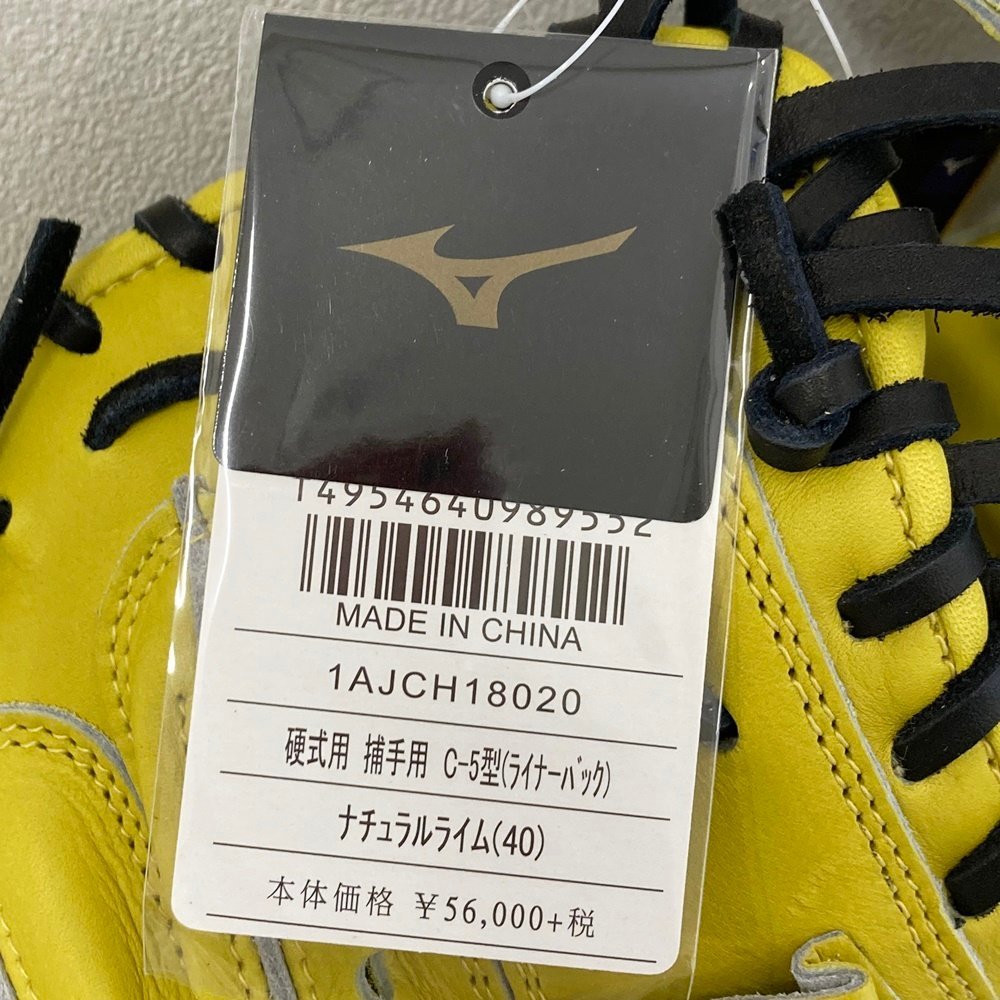 T4954640989552
MADE IN CHINA
1AJCH18020
硬式用 捕手用 C-5型(ライナーバック)
ナチュラルライム(40)
本体価格 ¥56,000+税